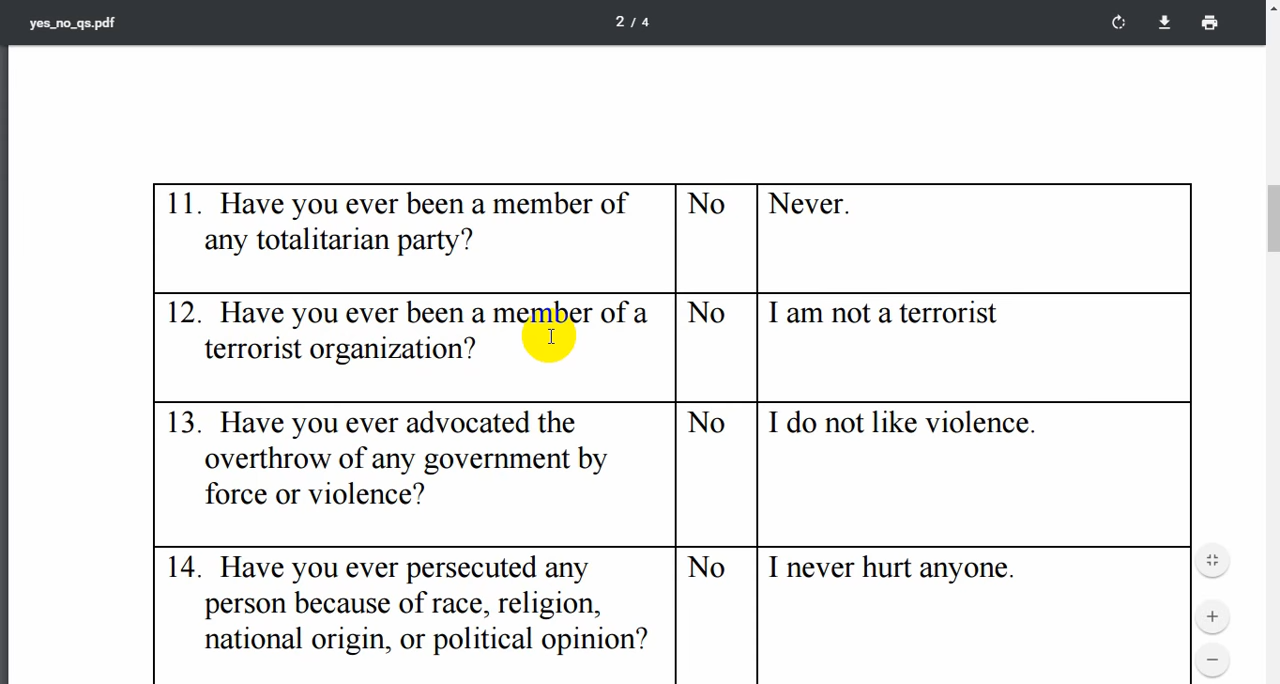 yes_no_qs.pdf
2 / 4
11. Have you ever been a member of
any totalitarian party?
No
Never.
12. Have you ever been a member of a
terrorist organization?
No
I am not a terrorist
13. Have you ever advocated the
overthrow of any government by
force or violence?
No
I do not like violence.
14. Have you ever persecuted any
person because of race, religion,
national origin, or political opinion?
No
I never hurt anyone.